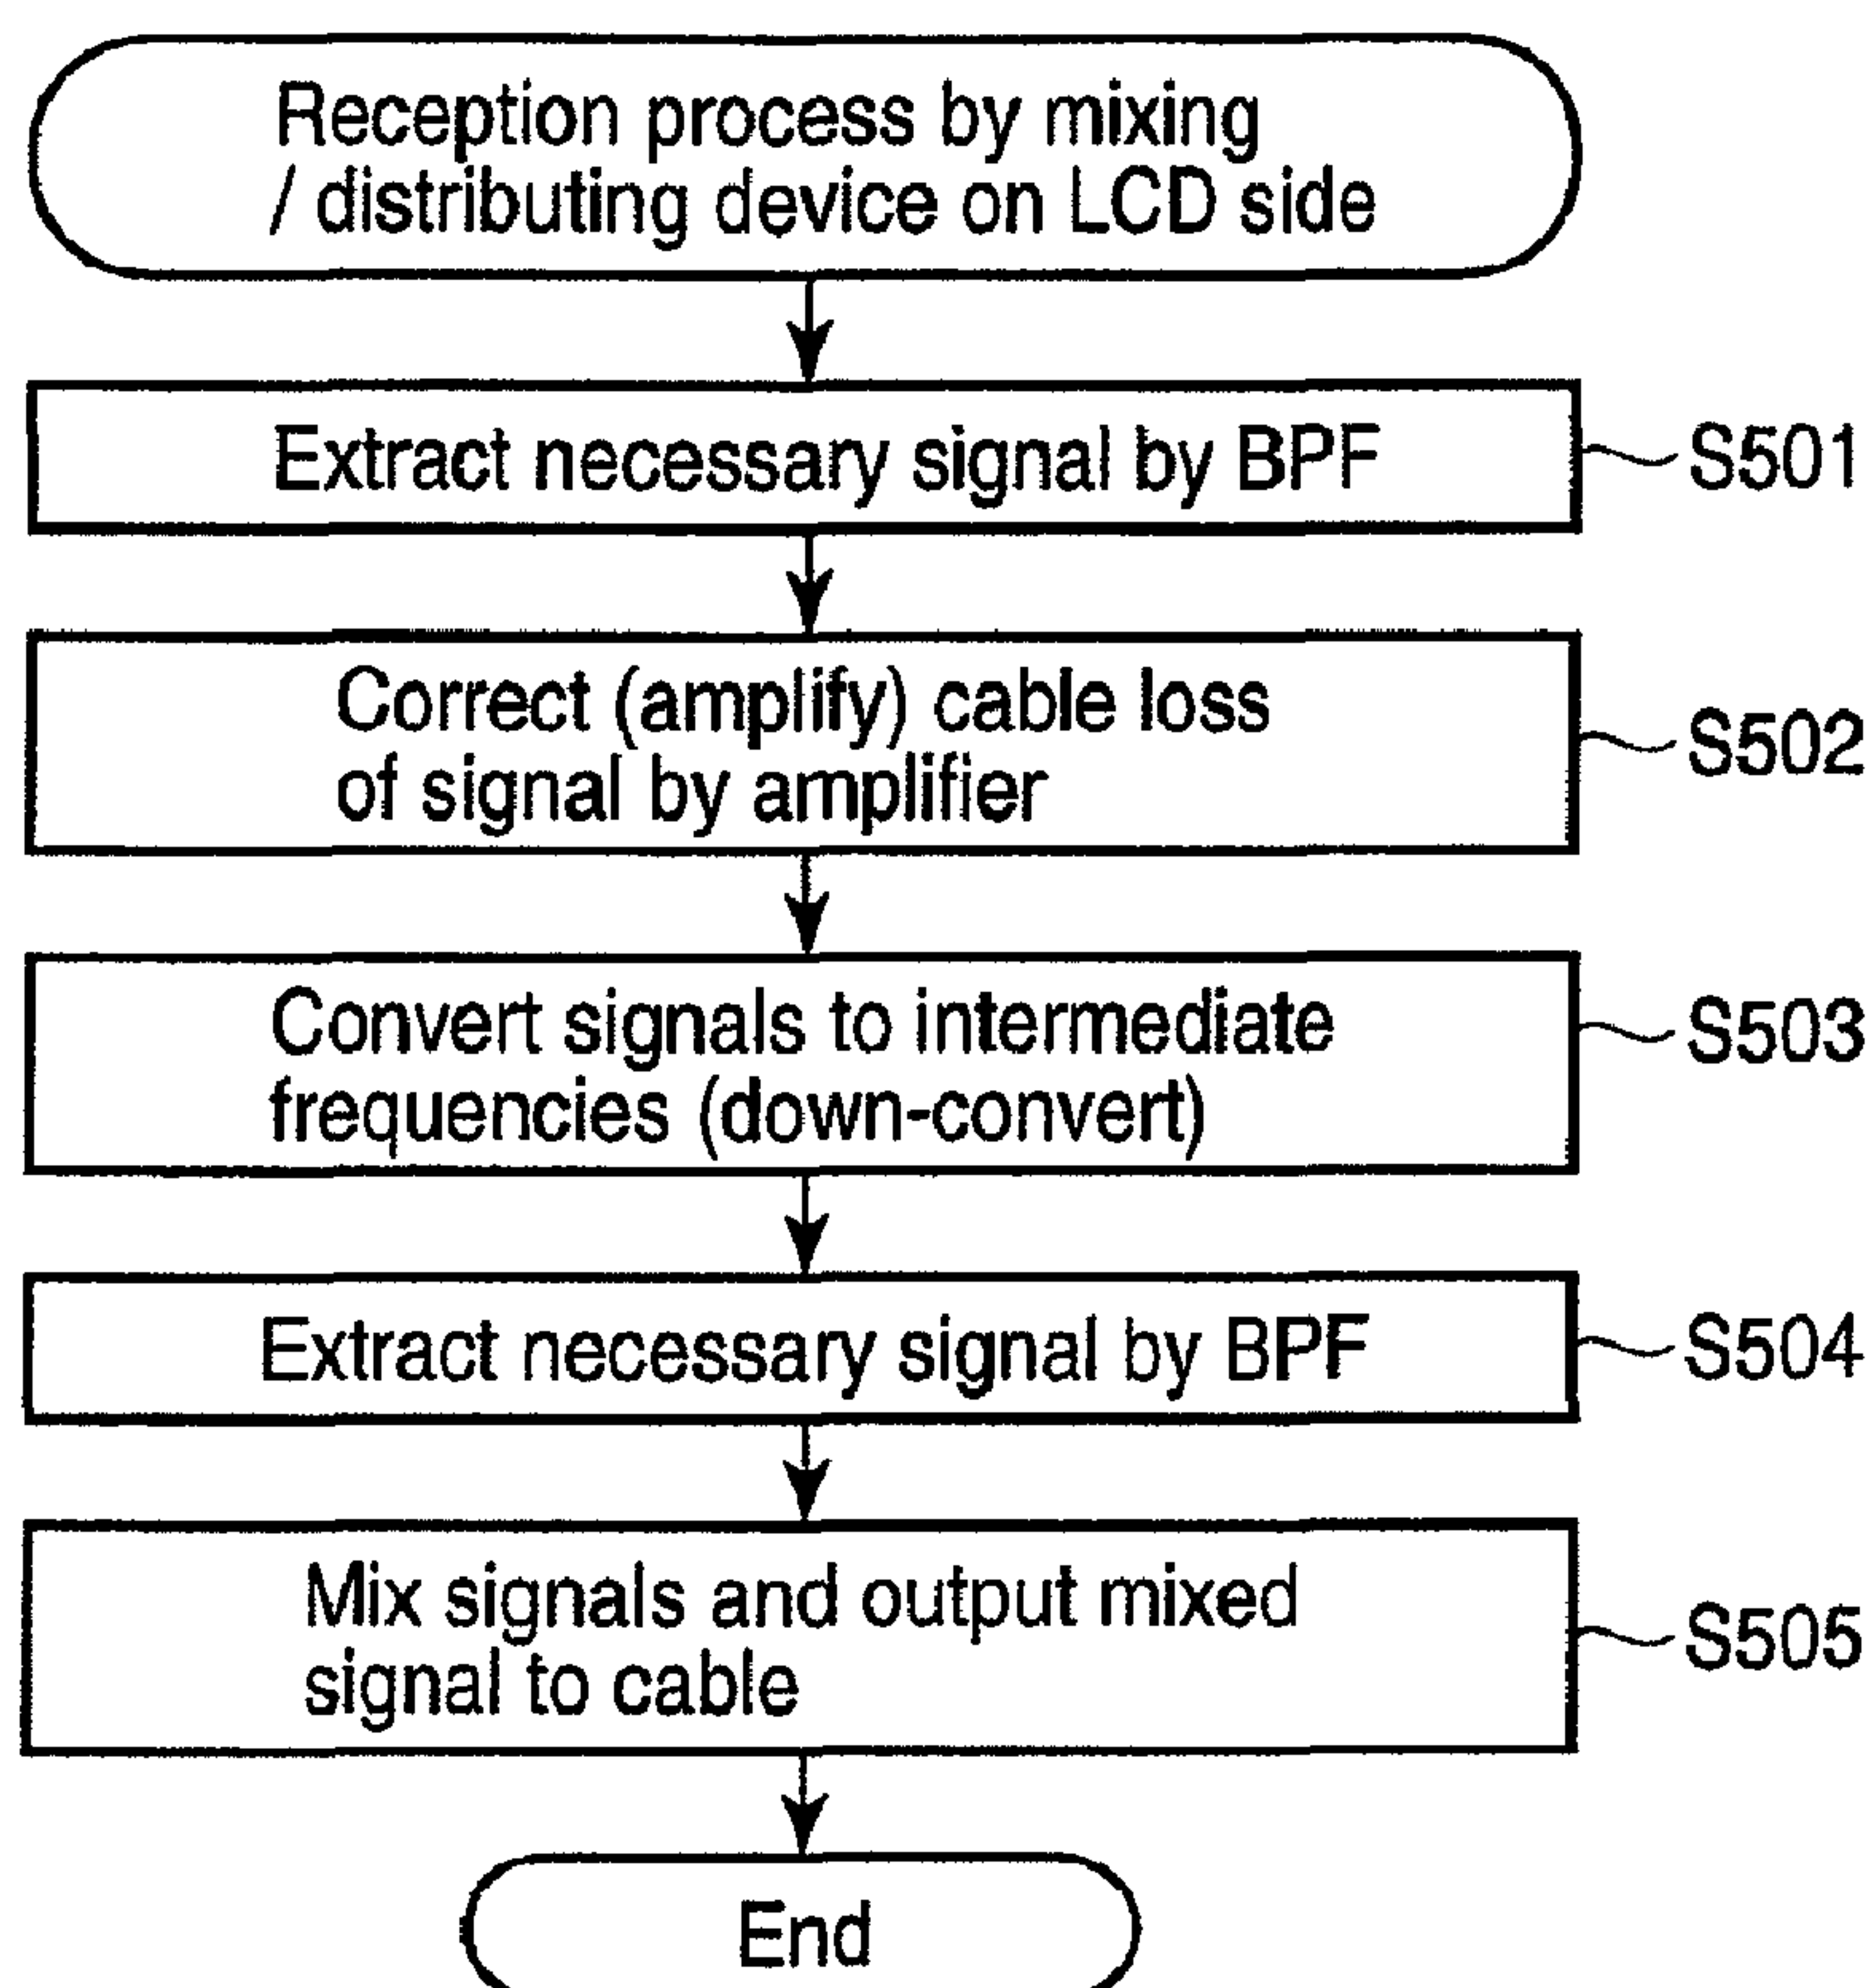 Reception process by mixing
/ distributing device on LCD side
Extract necessary signal by BPF
S501
Correct (amplify) cable loss
of signal by amplifier
S502
Convert signals to intermediate
frequencies (down-convert)
S503
Extract necessary signal by BPF
S504
Mix signals and output mixed
signal to cable
S505
End